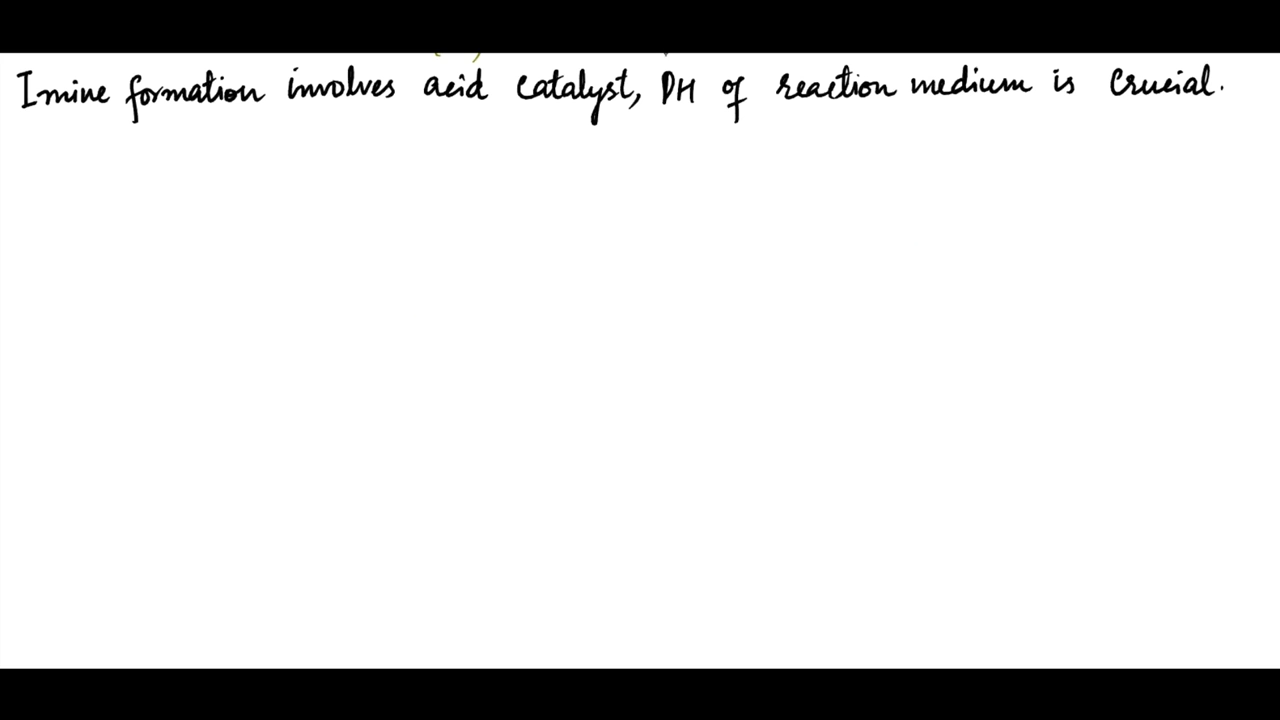 Imine formation involves acid catalyst, PH of reaction medium is crucial.